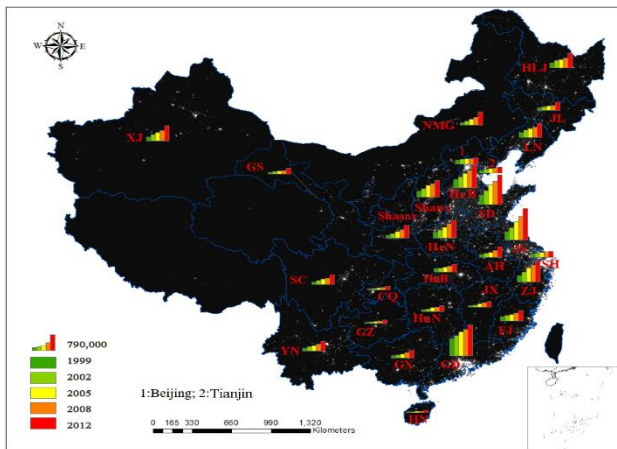 N
W E
S
HLJ
JL
NMG
LN
XJ
1
2
GS
HeB
Shanx
SD
Shaanx
HeN
JS
AH
SH
SC
HuB
ZJ
CQ
JX
HuN
GZ
FJ
YN
GX
GD
HN
790,000
1999
2002
2005
2008
2012
1:Beijing; 2:Tianjin
0 165 330 660 990 1,320
Kilometers